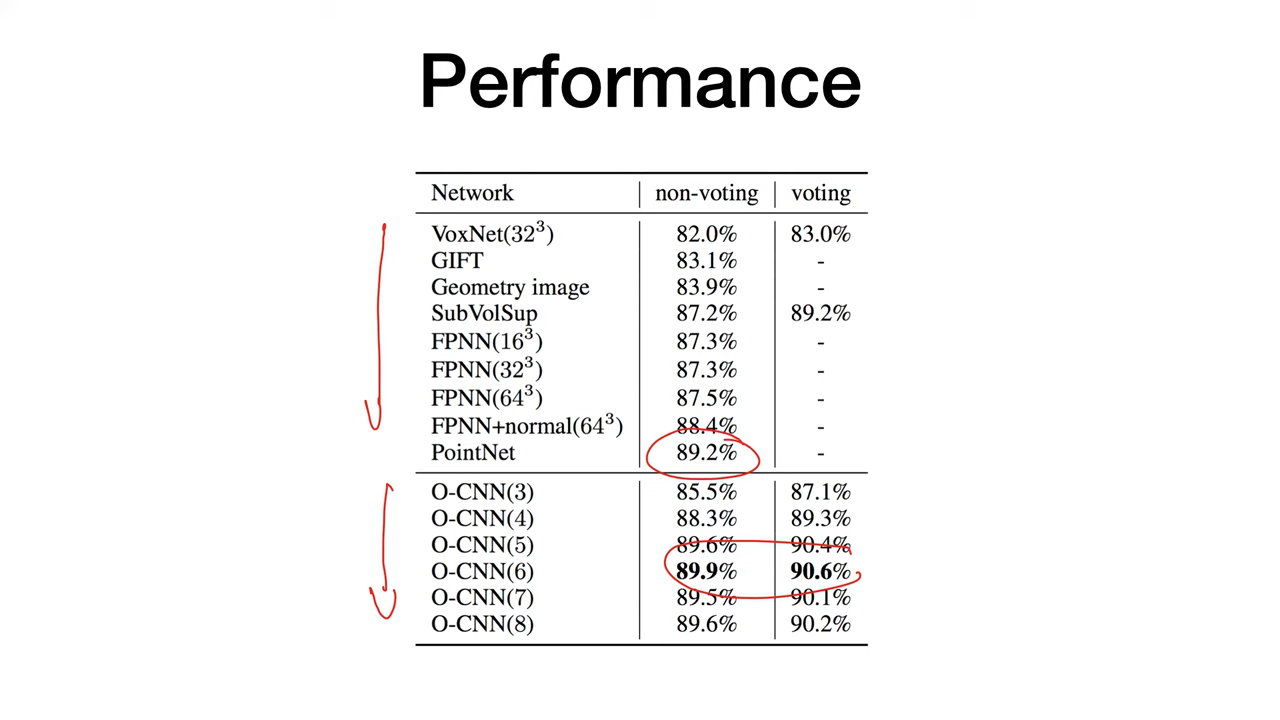 Performance
Network non-voting voting
VoxNet(32³) 82.0% 83.0%
GIFT 83.1% -
Geometry image 83.9% -
SubVolSup 87.2% 89.2%
FPNN(16³) 87.3% -
FPNN(32³) 87.3% -
FPNN(64³) 87.5% -
FPNN+normal(64³) 88.4% -
PointNet 89.2% -
O-CNN(3) 85.5% 87.1%
O-CNN(4) 88.3% 89.3%
O-CNN(5) 89.6% 90.4%
O-CNN(6) 89.9% 90.6%
O-CNN(7) 89.5% 90.1%
O-CNN(8) 89.6% 90.2%